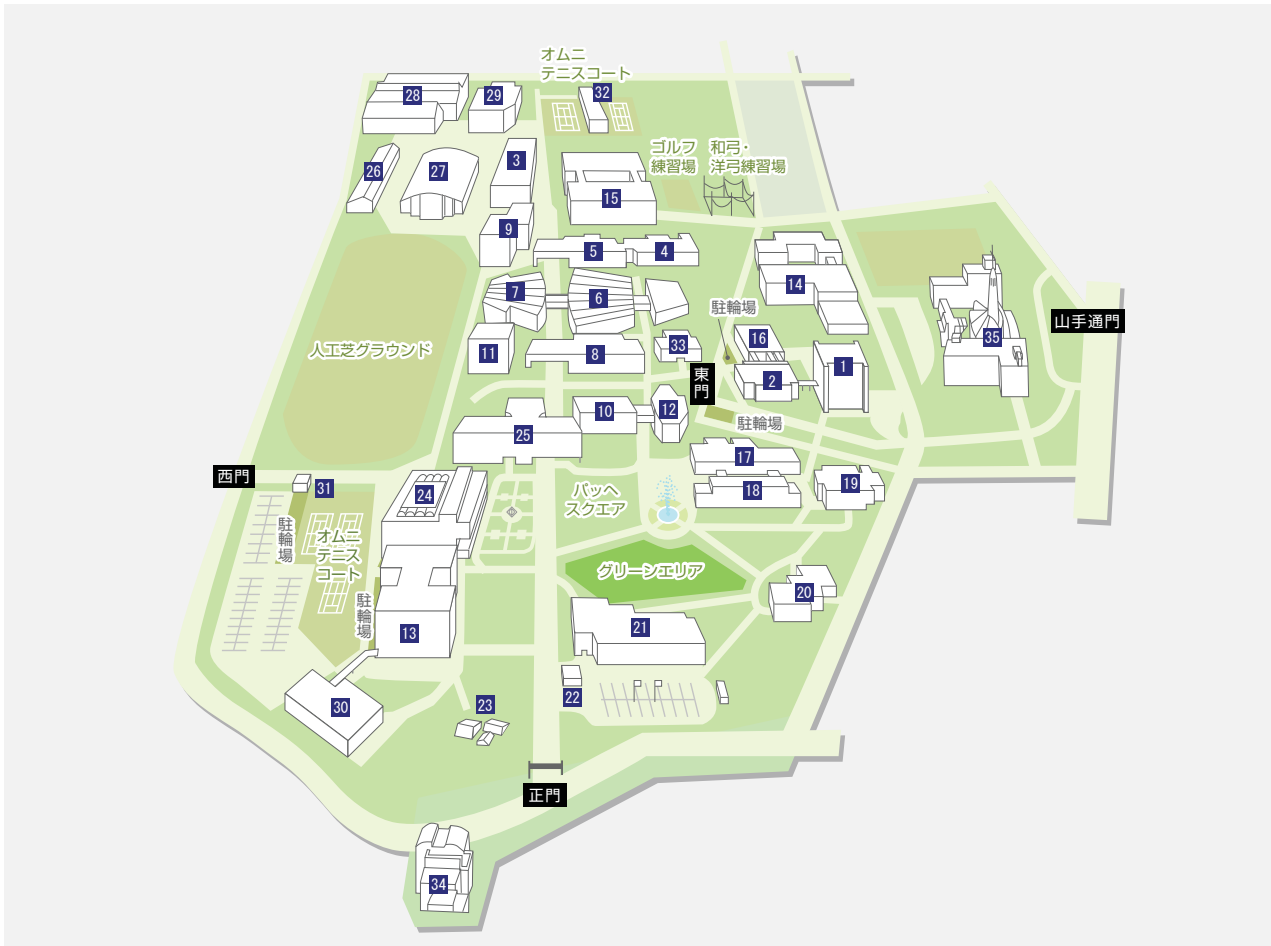 オムニ
テニスコート
28
29
32
ゴルフ
練習場
和弓・
洋弓練習場
26
27
3
15
9
5
4
14
7
6
駐輪場
山手通門
人工芝グラウンド
11
8
33
16
1
35
東
門
2
10
12
駐輪場
25
17
西門
31
24
18
19
バッハ
スクエア
駐
輪
場
オムニ
テニス
コート
グリーンエリア
20
駐
輪
場
13
21
30
22
23
正門
34